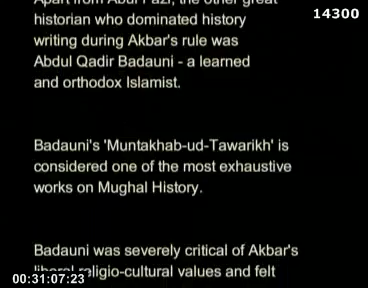 14300
Apart from Abul Fazl, the other great
historian who dominated history
writing during Akbar's rule was
Abdul Qadir Badauni - a learned
and orthodox Islamist.
Badauni's 'Muntakhab-ud-Tawarikh' is
considered one of the most exhaustive
works on Mughal History.
Badauni was severely critical of Akbar's
liberal religio-cultural values and felt
00:31:07:23